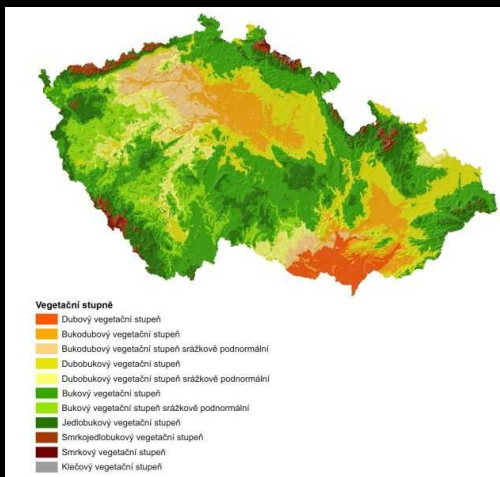 Vegetační stupně
Dubový vegetační stupeň
Bukodubový vegetační stupeň
Bukodubový vegetační stupeň srážkově podnormální
Dubobukový vegetační stupeň
Dubobukový vegetační stupeň srážkově podnormální
Bukový vegetační stupeň
Bukový vegetační stupeň srážkově podnormální
Jedlobukový vegetační stupeň
Smrkojedlobukový vegetační stupeň
Smrkový vegetační stupeň
Klečový vegetační stupeň